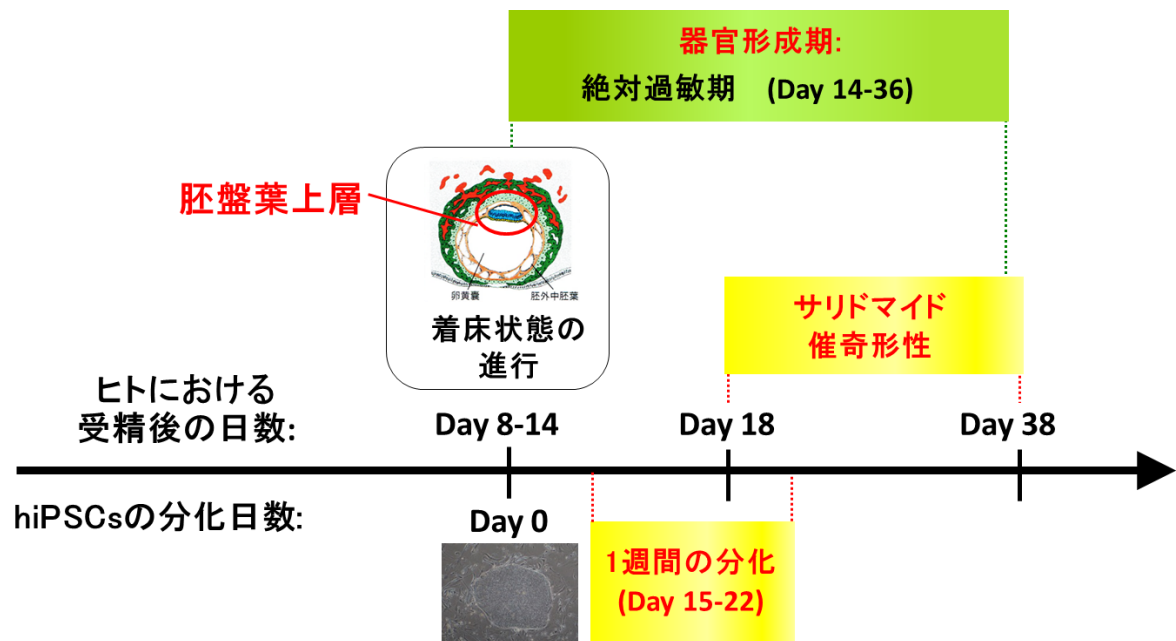 器官形成期:
絶対過敏期 (Day 14-36)
胚盤葉上層
卵黄嚢
胚外中胚葉
着床状態の
進行
サリドマイド
催奇形性
ヒトにおける
受精後の日数:
Day 8-14
Day 18
Day 38
hiPSCsの分化日数:
Day 0
1週間の分化
(Day 15-22)